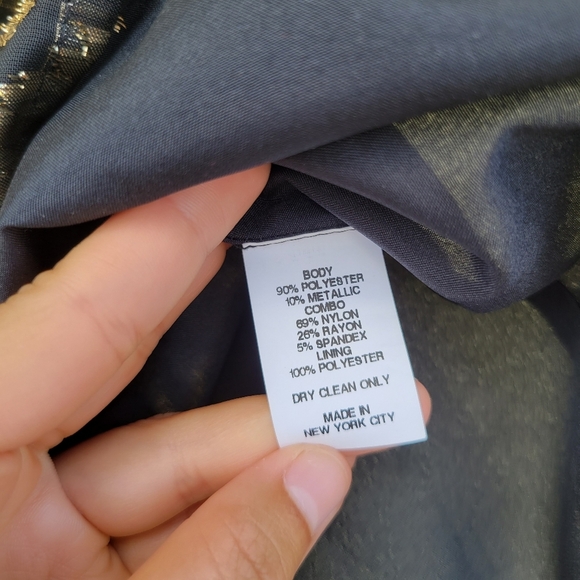 BODY
90% POLYESTER
10% METALLIC
COMBO
69% NYLON
26% RAYON
5% SPANDEX
LINING
100% POLYESTER
DRY CLEAN ONLY
MADE IN
NEW YORK CITY